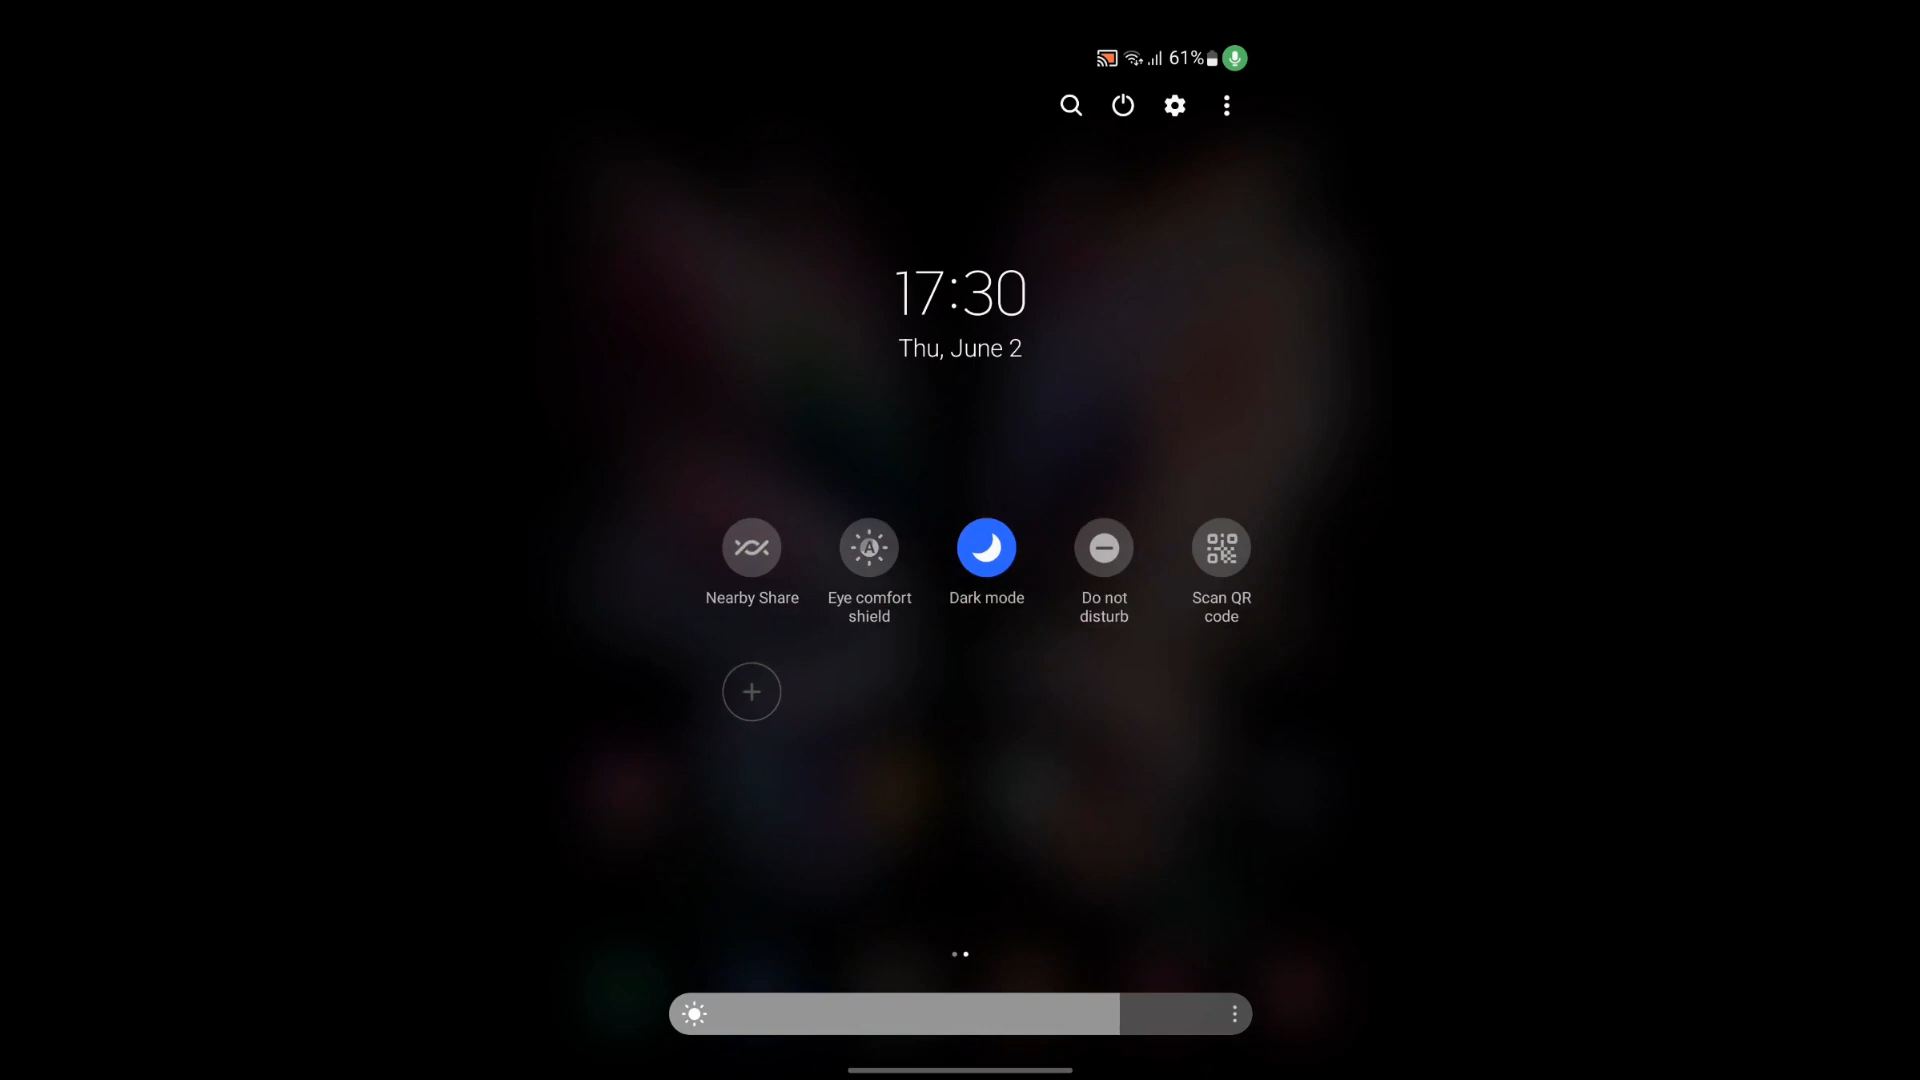 61%
17:30
Thu, June 2
Nearby Share
Eye comfort
shield
Dark mode
Do not
disturb
Scan QR
code